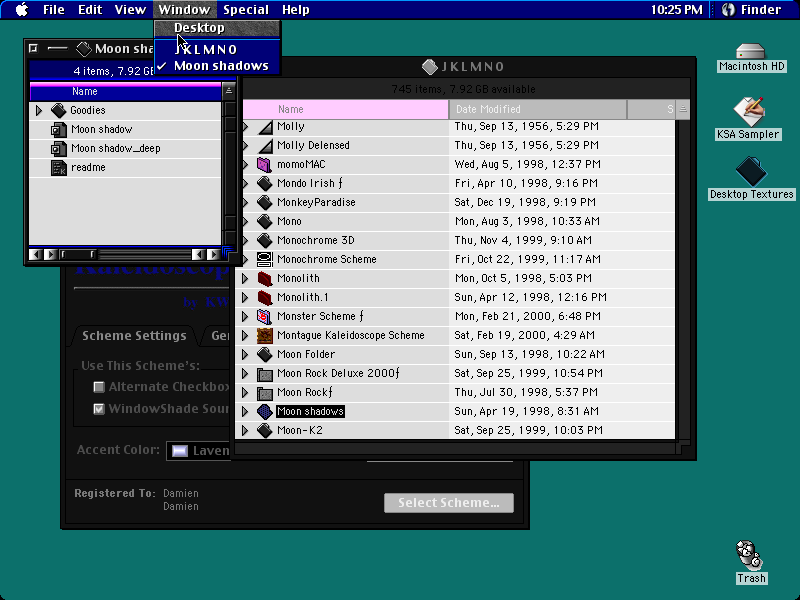 File Edit View Window Special Help 10:25 PM Finder
Desktop
JKLMNO
✓ Moon shadows
Moon sha
4 items, 7.92 GB
Name
Goodies
Moon shadow
Moon shadow_deep
readme
JKLMNO
745 items, 7.92 GB available
Name Date Modified S
Molly Thu, Sep 13, 1956, 5:29 PM
Molly Delensed Thu, Sep 13, 1956, 5:29 PM
momoMAC Wed, Aug 5, 1998, 12:37 PM
Mondo Irish ƒ Fri, Apr 10, 1998, 9:16 PM
MonkeyParadise Sat, Dec 19, 1998, 9:19 PM
Mono Mon, Aug 3, 1998, 10:33 AM
Monochrome 3D Thu, Nov 4, 1999, 9:10 AM
Monochrome Scheme Fri, Oct 22, 1999, 11:17 AM
Monolith Mon, Oct 5, 1998, 5:03 PM
Monolith.1 Sun, Apr 12, 1998, 12:16 PM
Monster Scheme ƒ Mon, Feb 21, 2000, 6:48 PM
Montague Kaleidoscope Scheme Sat, Feb 19, 2000, 4:29 AM
Moon Folder Sun, Sep 13, 1998, 10:22 AM
Moon Rock Deluxe 2000ƒ Sat, Sep 25, 1999, 10:54 PM
Moon Rockƒ Thu, Jul 30, 1998, 5:37 PM
Moon shadows Sun, Apr 19, 1998, 8:31 AM
Moon-K2 Sat, Sep 25, 1999, 10:03 PM
Kaleidoscop
by
Scheme Settings Ge
Use This Scheme's:
Alternate Checkbox
WindowShade Sour
Accent Color: Laven
Registered To: Damien
Damien
Select Scheme...
Macintosh HD
KSA Sampler
Desktop Textures
Trash